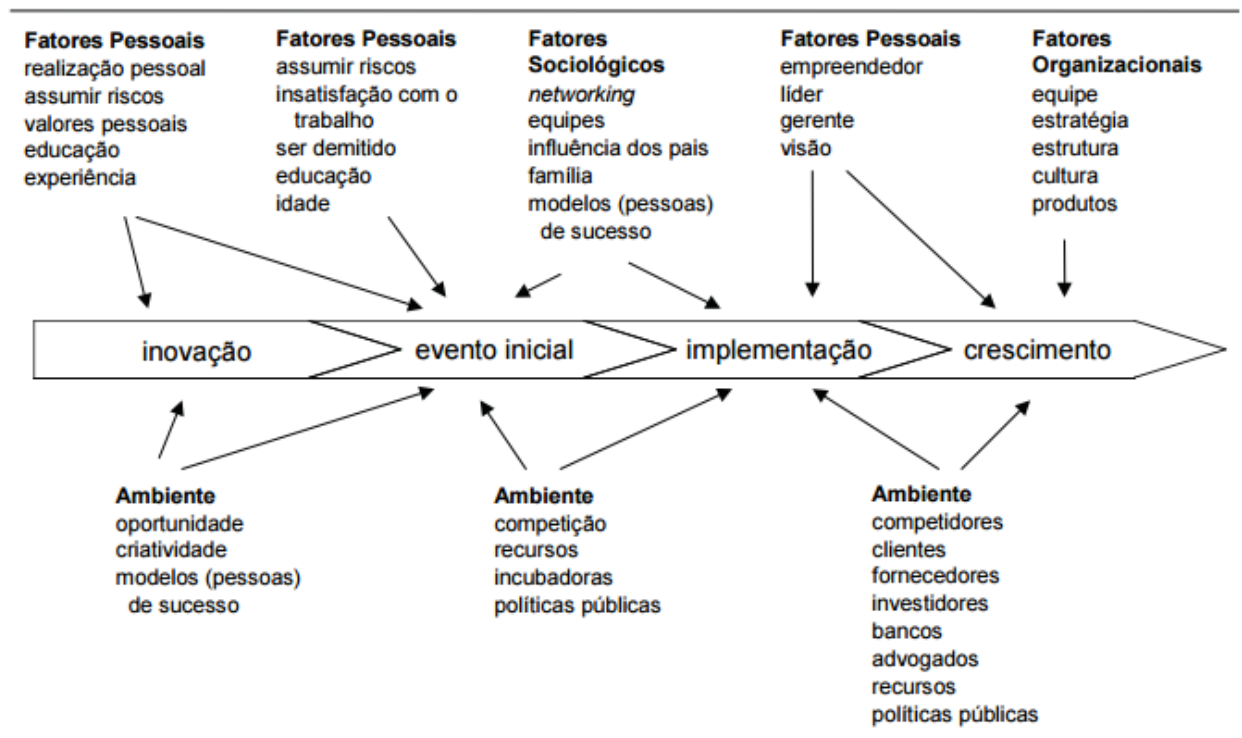 Fatores Pessoais
realização pessoal
assumir riscos
valores pessoais
educação
experiência
Fatores Pessoais
assumir riscos
insatisfação com o
trabalho
ser demitido
educação
idade
Fatores
Sociológicos
networking
equipes
influência dos pais
família
modelos (pessoas)
de sucesso
Fatores Pessoais
empreendedor
líder
gerente
visão
Fatores
Organizacionais
equipe
estratégia
estrutura
cultura
produtos
inovação
evento inicial
implementação
crescimento
Ambiente
oportunidade
criatividade
modelos (pessoas)
de sucesso
Ambiente
competição
recursos
incubadoras
políticas públicas
Ambiente
competidores
clientes
fornecedores
investidores
bancos
advogados
recursos
políticas públicas